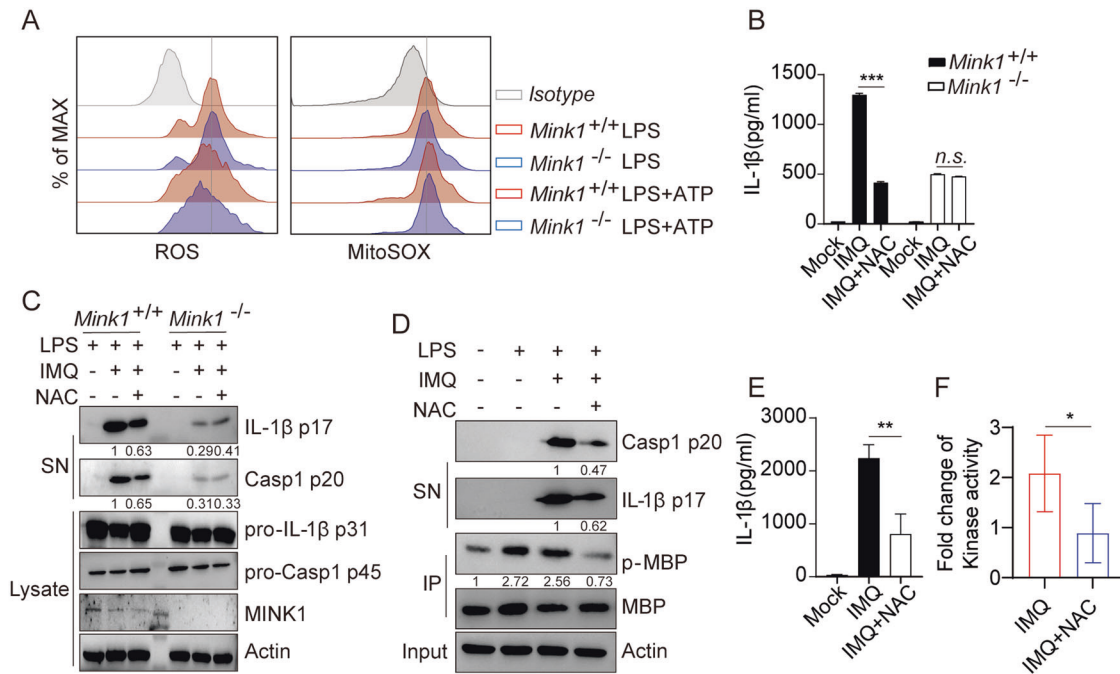 A
% of MAX
ROS
MitoSOX
Isotype
Mink1+/+ LPS
Mink1 -/- LPS
Mink1+/+ LPS+ATP
Mink1 -/- LPS+ATP
B
Mink1+/+
Mink1 -/-
IL-1β(pg/ml)
1500
1000
500
0
***
n.s.
Mock
IMQ
IMQ+NAC
Mock
IMQ
IMQ+NAC
C
Mink1+/+ Mink1 -/-
LPS + + + + + +
IMQ - + + - + +
NAC - - + - - +
SN
IL-1β p17
1 0.63 0.29 0.41
Casp1 p20
1 0.65 0.31 0.33
Lysate
pro-IL-1β p31
pro-Casp1 p45
MINK1
Actin
D
LPS - + + +
IMQ - - + +
NAC - - - +
SN
Casp1 p20
1 0.47
IL-1β p17
1 0.62
IP
p-MBP
1 2.72 2.56 0.73
MBP
Input
Actin
E
IL-1β(pg/ml)
3000
2000
1000
0
**
Mock
IMQ
IMQ+NAC
F
Fold change of
Kinase activity
4
3
2
1
0
*
IMQ
IMQ+NAC